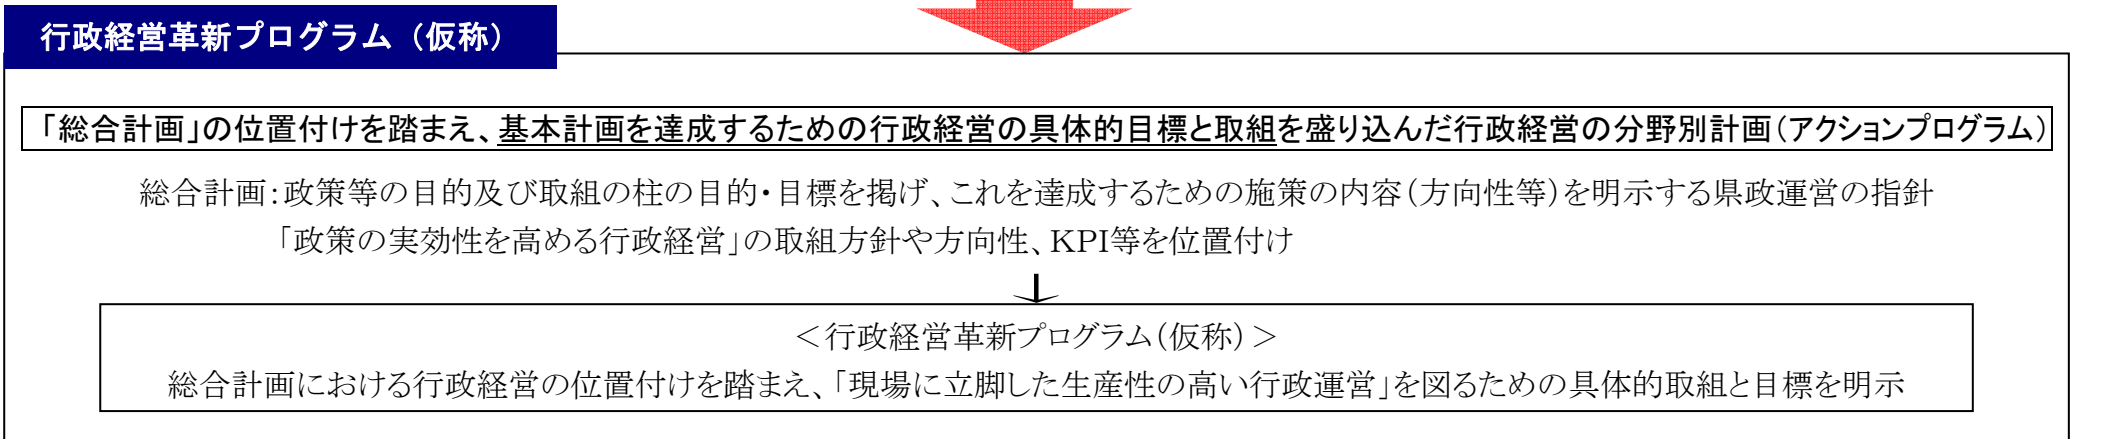 行政経営革新プログラム（仮称）
「総合計画」の位置付けを踏まえ、基本計画を達成するための行政経営の具体的目標と取組を盛り込んだ行政経営の分野別計画（アクションプログラム）
総合計画：政策等の目的及び取組の柱の目的・目標を掲げ、これを達成するための施策の内容（方向性等）を明示する県政運営の指針
「政策の実効性を高める行政経営」の取組方針や方向性、KPI等を位置付け
＜行政経営革新プログラム（仮称）＞
総合計画における行政経営の位置付けを踏まえ、「現場に立脚した生産性の高い行政運営」を図るための具体的取組と目標を明示